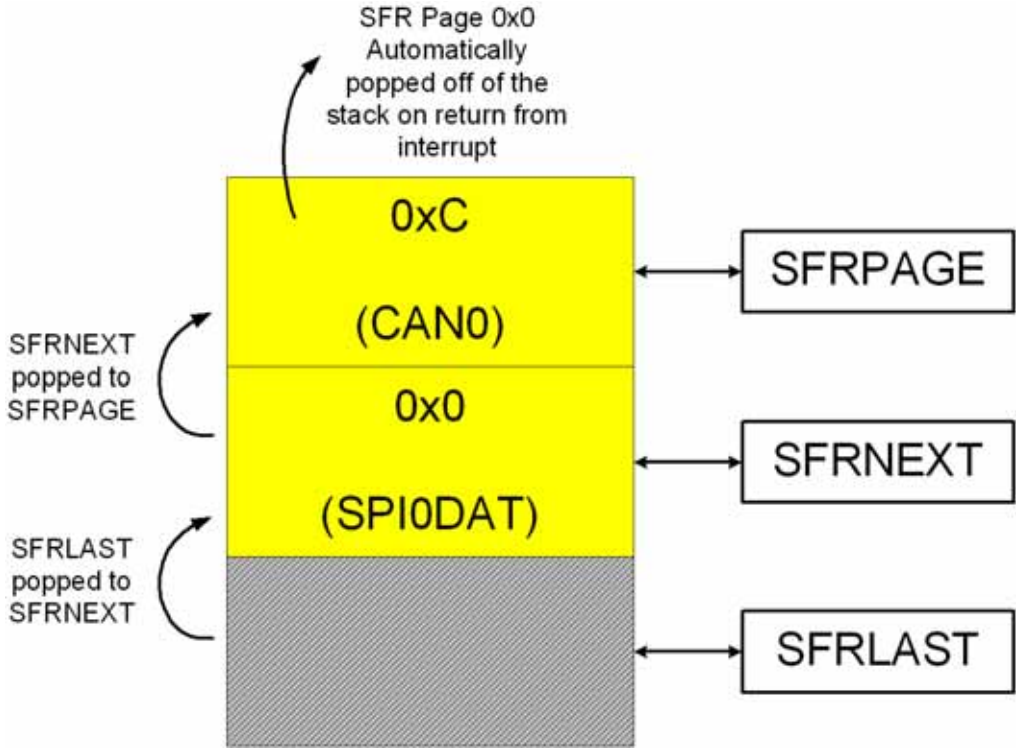 SFR Page 0x0
Automatically
popped off of the
stack on return from
interrupt
0xC
(CAN0)
SFRPAGE
SFRNEXT
popped to
SFRPAGE
0x0
(SPI0DAT)
SFRNEXT
SFRLAST
popped to
SFRNEXT
SFRLAST